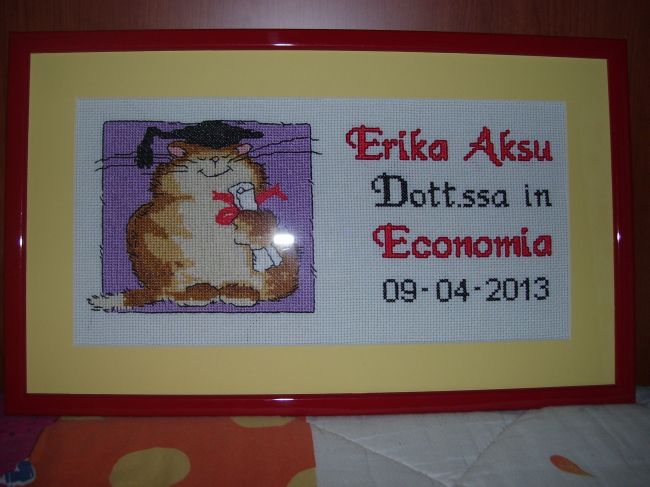 Erika Aksu
Dott.ssa in
Economia
09-04-2013